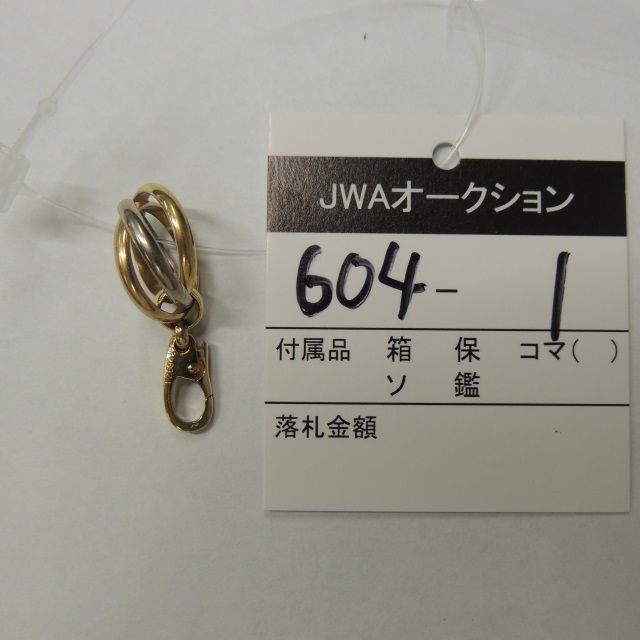 JWAオークション
604-1
付属品 箱 保 コマ( )
ソ 鑑
落札金額